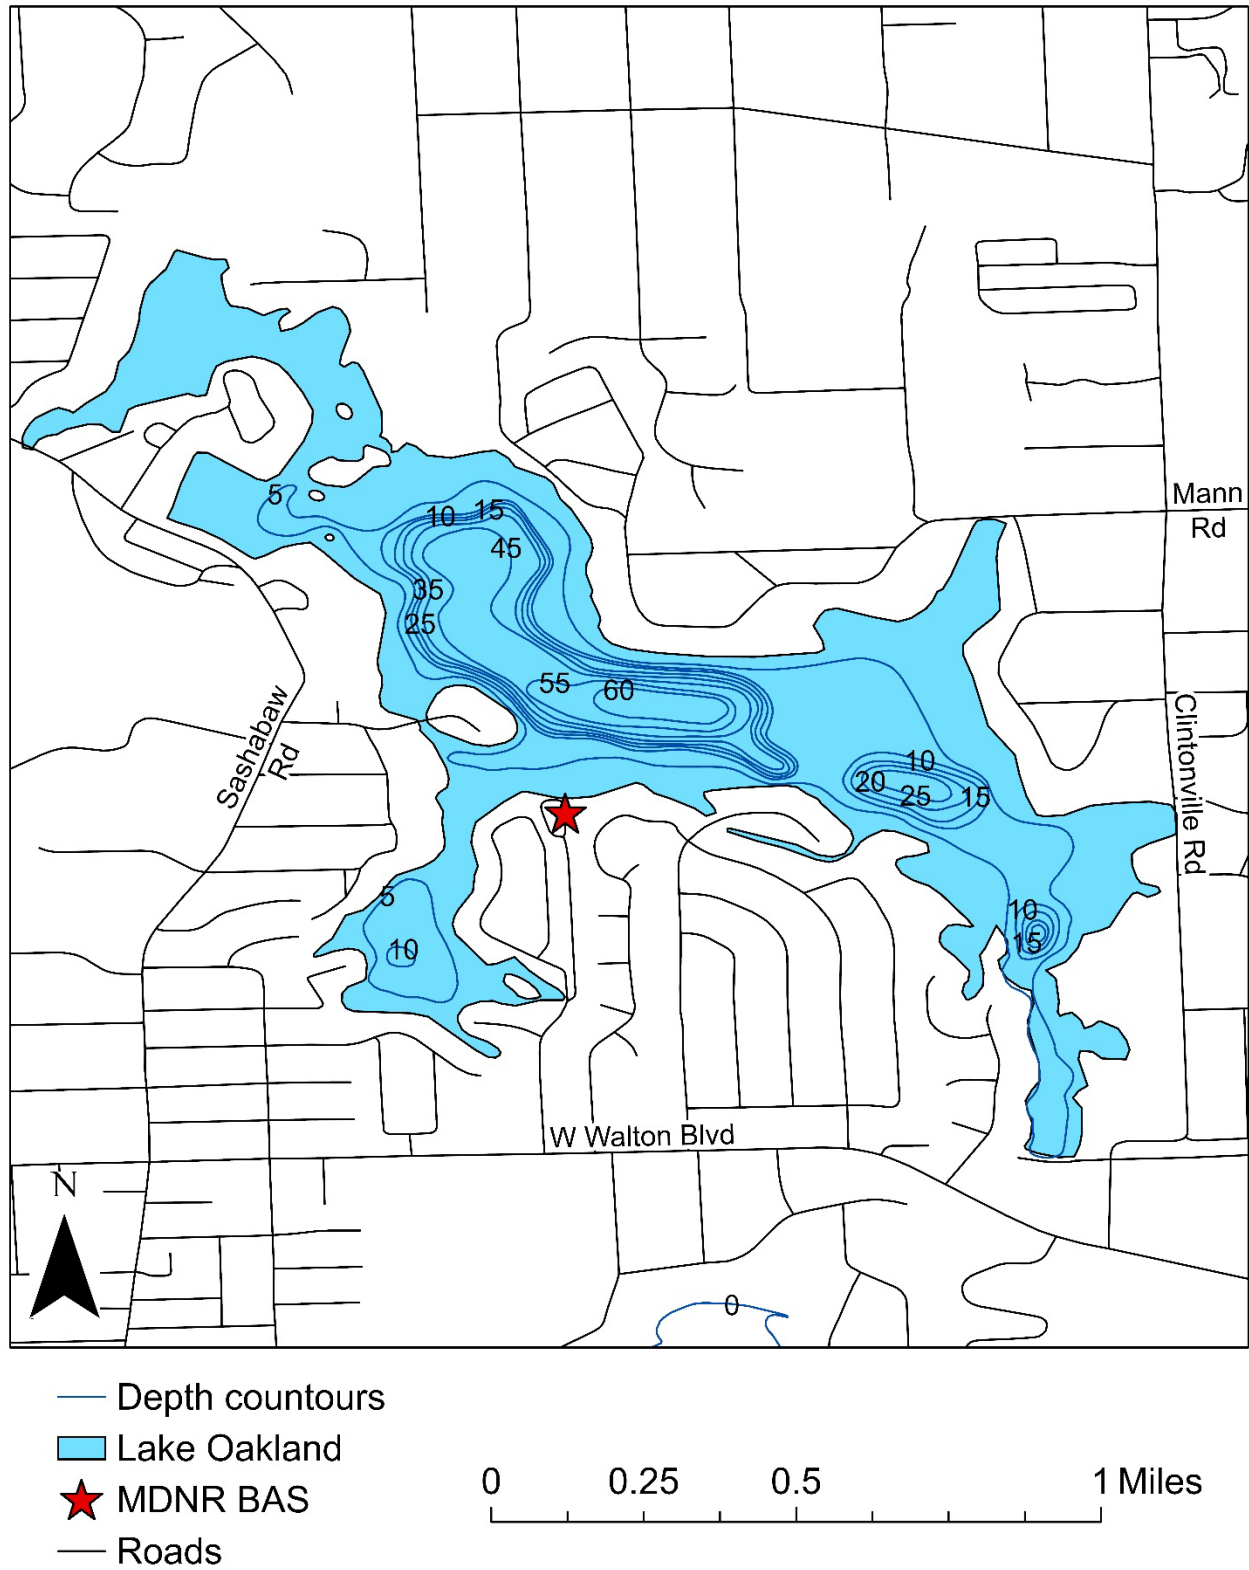 Mann
Rd
5
10
15
45
35
25
55
60
Sashabaw
Rd
Clintonville Rd
10
20
25
15
5
10
10
15
W Walton Blvd
N
0
Depth countours
Lake Oakland
MDNR BAS
Roads
0 0.25 0.5 1 Miles